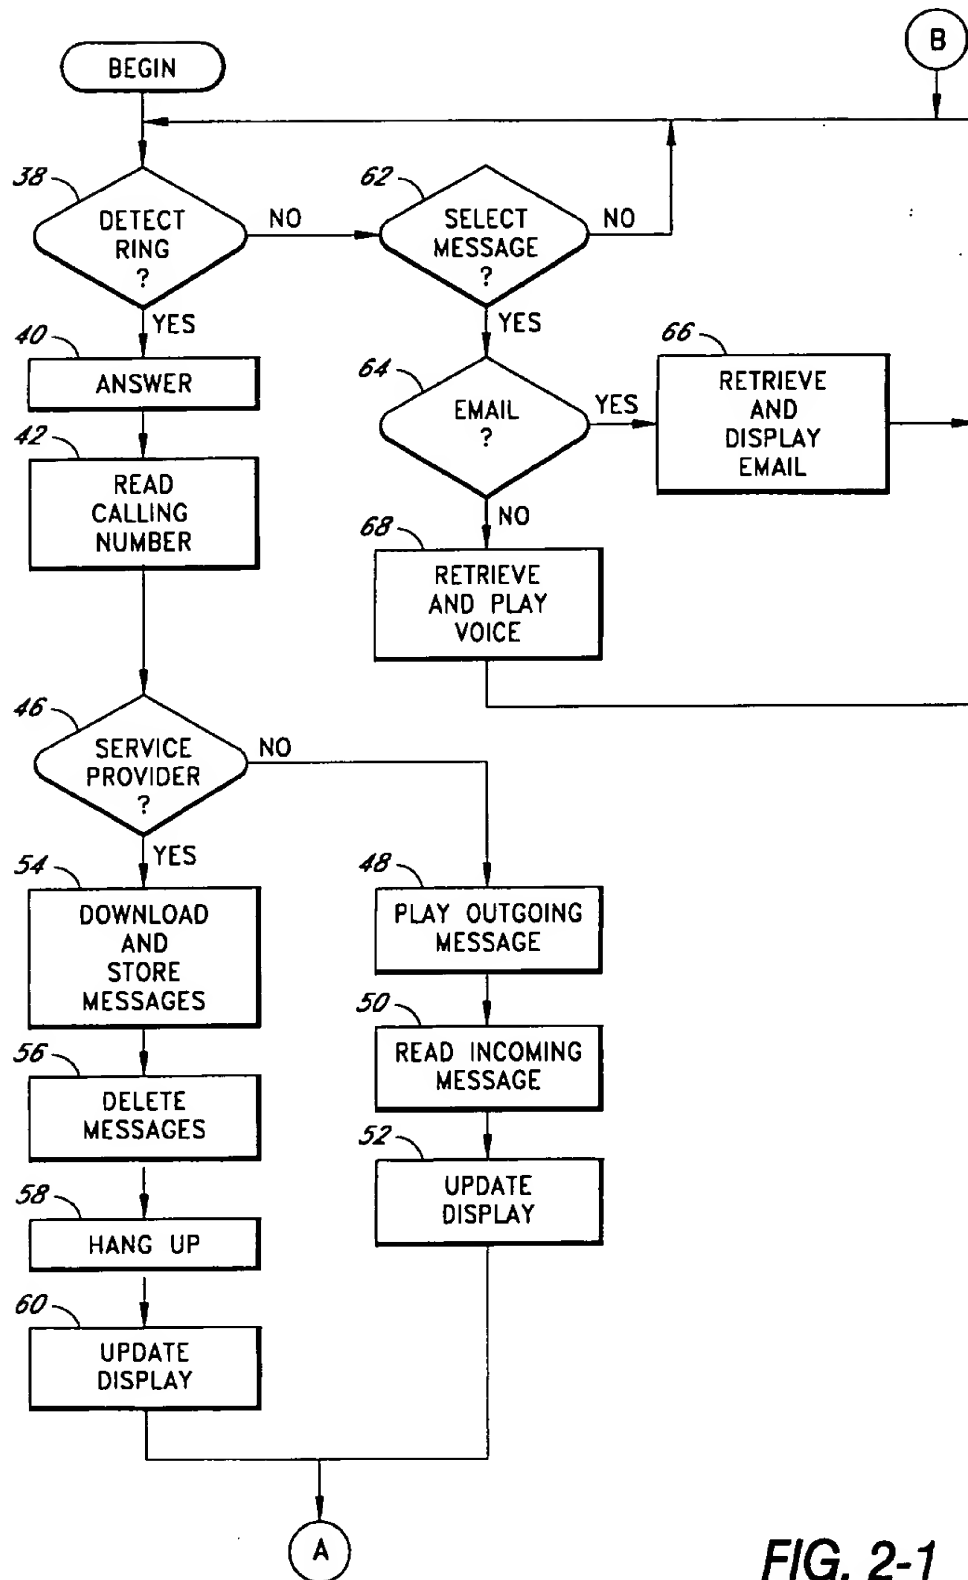 B
BEGIN
38
DETECT
RING
?
NO
YES
62
SELECT
MESSAGE
?
NO
YES
40
ANSWER
64
EMAIL
?
YES
NO
66
RETRIEVE
AND
DISPLAY
EMAIL
42
READ
CALLING
NUMBER
68
RETRIEVE
AND PLAY
VOICE
46
SERVICE
PROVIDER
?
NO
YES
54
DOWNLOAD
AND
STORE
MESSAGES
48
PLAY OUTGOING
MESSAGE
50
READ INCOMING
MESSAGE
56
DELETE
MESSAGES
52
UPDATE
DISPLAY
58
HANG UP
60
UPDATE
DISPLAY
A
FIG. 2-1